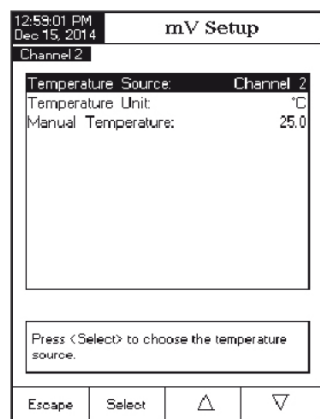 12:59:01 PM
Dec 15, 2014
mV Setup
Channel 2
Temperature Source: Channel 2
Temperature Unit: °C
Manual Temperature: 25.0
Press <Select> to choose the temperature
source.
Escape Select △ ▽